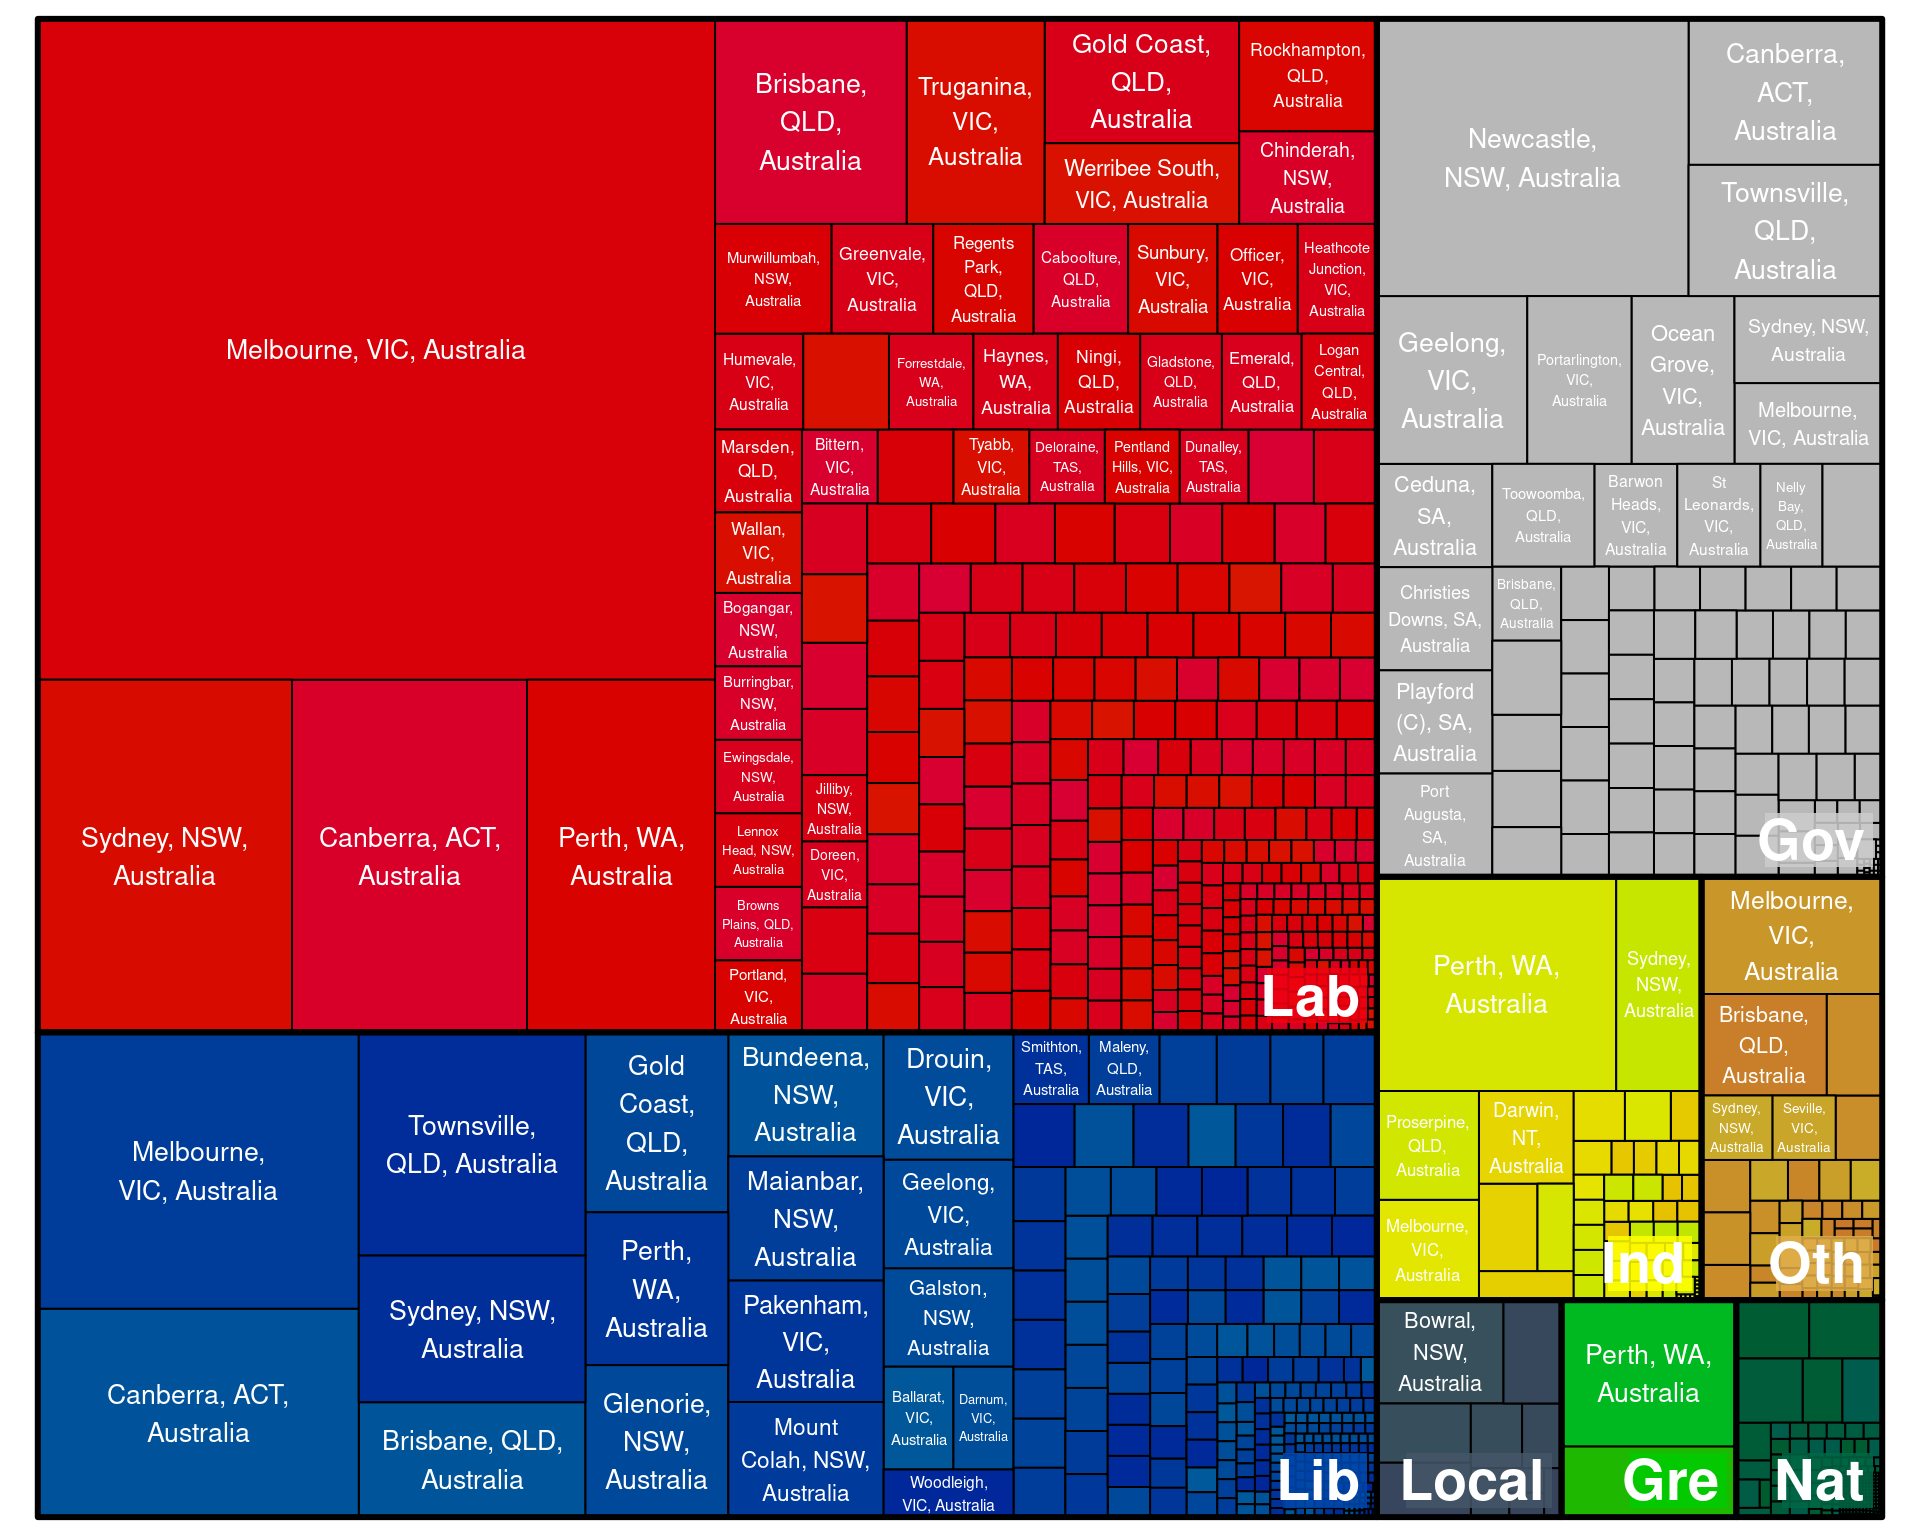 Melbourne, VIC, Australia
Sydney, NSW,
Australia
Canberra, ACT,
Australia
Perth, WA,
Australia
Brisbane,
QLD,
Australia
Truganina,
VIC,
Australia
Gold Coast,
QLD,
Australia
Werribee South,
VIC, Australia
Rockhampton,
QLD,
Australia
Chinderah,
NSW,
Australia
Murwillumbah,
NSW,
Australia
Greenvale,
VIC,
Australia
Regents
Park,
QLD,
Australia
Caboolture,
QLD,
Australia
Sunbury,
VIC,
Australia
Officer,
VIC,
Australia
Heathcote
Junction,
VIC,
Australia
Humevale,
VIC,
Australia
Forrestdale,
WA,
Australia
Haynes,
WA,
Australia
Ningi,
QLD,
Australia
Gladstone,
QLD,
Australia
Emerald,
QLD,
Australia
Logan
Central,
QLD,
Australia
Marsden,
QLD,
Australia
Bittern,
VIC,
Australia
Tyabb,
VIC,
Australia
Deloraine,
TAS,
Australia
Pentland
Hills, VIC,
Australia
Dunalley,
TAS,
Australia
Wallan,
VIC,
Australia
Bogangar,
NSW,
Australia
Burringbar,
NSW,
Australia
Ewingsdale,
NSW,
Australia
Lennox
Head, NSW,
Australia
Browns
Plains, QLD,
Australia
Portland,
VIC,
Australia
Jilliby,
NSW,
Australia
Doreen,
VIC,
Australia
Lab
Newcastle,
NSW, Australia
Canberra,
ACT,
Australia
Townsville,
QLD,
Australia
Geelong,
VIC,
Australia
Portarlington,
VIC,
Australia
Ocean
Grove,
VIC,
Australia
Sydney, NSW,
Australia
Melbourne,
VIC, Australia
Ceduna,
SA,
Australia
Toowoomba,
QLD,
Australia
Barwon
Heads,
VIC,
Australia
St
Leonards,
VIC,
Australia
Nelly
Bay,
QLD,
Australia
Christies
Downs, SA,
Australia
Brisbane,
QLD,
Australia
Playford
(C), SA,
Australia
Port
Augusta,
SA,
Australia
Gov
Melbourne,
VIC, Australia
Canberra, ACT,
Australia
Townsville,
QLD, Australia
Sydney, NSW,
Australia
Brisbane, QLD,
Australia
Gold
Coast,
QLD,
Australia
Perth,
WA,
Australia
Glenorie,
NSW,
Australia
Bundeena,
NSW,
Australia
Maianbar,
NSW,
Australia
Pakenham,
VIC,
Australia
Mount
Colah, NSW,
Australia
Drouin,
VIC,
Australia
Geelong,
VIC,
Australia
Galston,
NSW,
Australia
Ballarat,
VIC,
Australia
Darnum,
VIC,
Australia
Woodleigh,
VIC, Australia
Smithton,
TAS,
Australia
Maleny,
QLD,
Australia
Lib
Perth, WA,
Australia
Sydney,
NSW,
Australia
Proserpine,
QLD,
Australia
Darwin,
NT,
Australia
Melbourne,
VIC,
Australia
Ind
Melbourne,
VIC,
Australia
Brisbane,
QLD,
Australia
Sydney,
NSW,
Australia
Seville,
VIC,
Australia
Oth
Bowral,
NSW,
Australia
Local
Perth, WA,
Australia
Gre
Nat